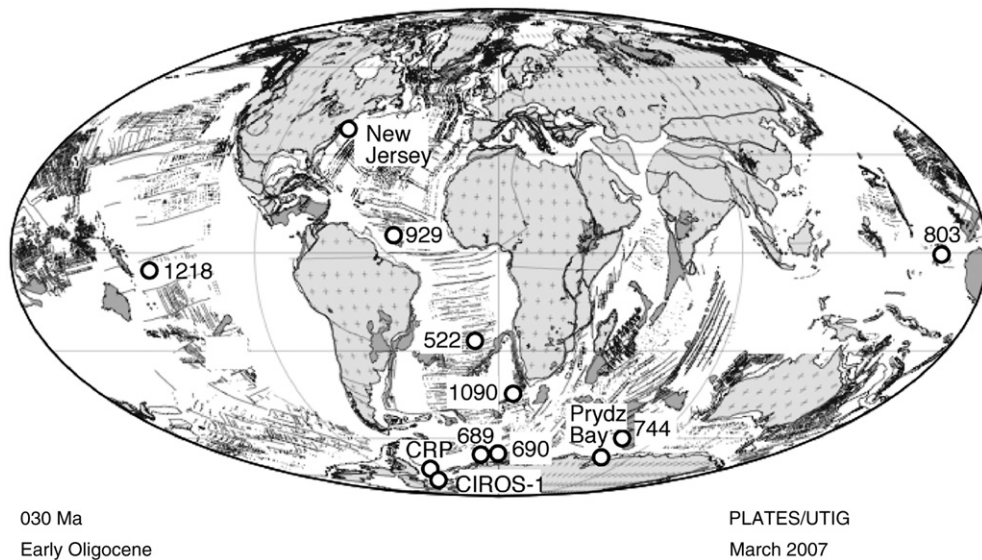 New
Jersey
929
803
1218
522
1090
Prydz
Bay
744
689
690
CRP
CIROS-1
030 Ma
PLATES/UTIG
Early Oligocene
March 2007